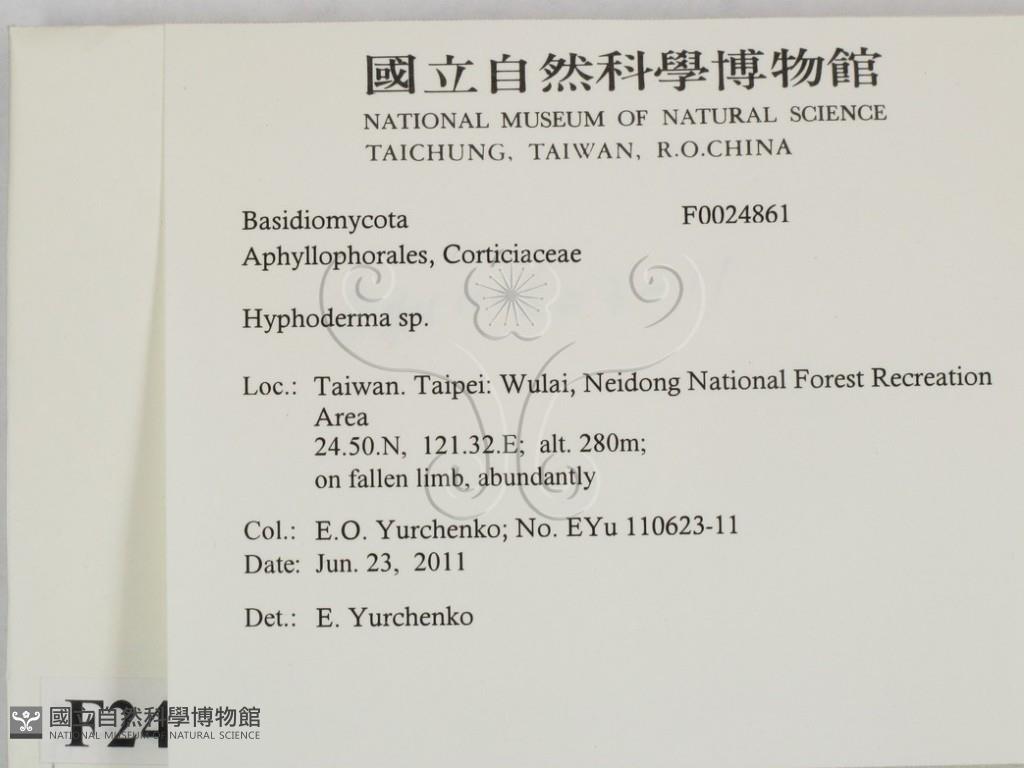 國立自然科學博物館
NATIONAL MUSEUM OF NATURAL SCIENCE
TAICHUNG, TAIWAN, R.O.CHINA
Basidiomycota F0024861
Aphyllophorales, Corticiaceae
Hyphoderma sp.
Loc.: Taiwan. Taipei: Wulai, Neidong National Forest Recreation
Area
24.50.N, 121.32.E; alt. 280m;
on fallen limb, abundantly
Col.: E.O. Yurchenko; No. EYu 110623-11
Date: Jun. 23, 2011
Det.: E. Yurchenko
F24
國立自然科學博物館
NATIONAL MUSEUM OF NATURAL SCIENCE